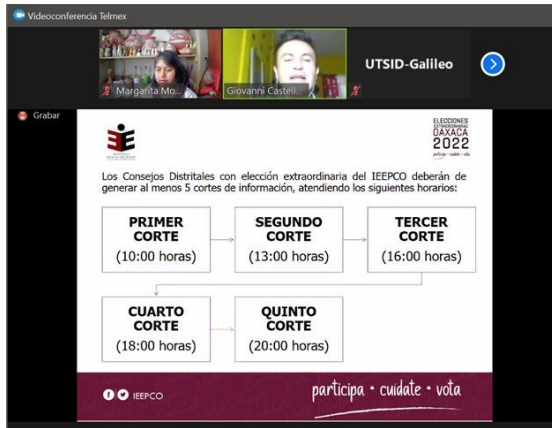 Videoconferencia Telmex
Margarita Mo...
Giovanni Castell...
UTSID-Galileo
Grabar
ELECCIONES
EXTRAORDINARIAS
OAXACA
2022
participa • cuídate • vota
Los Consejos Distritales con elección extraordinaria del IEEPCO deberán de
generar al menos 5 cortes de información, atendiendo los siguientes horarios:
PRIMER
CORTE
(10:00 horas)
SEGUNDO
CORTE
(13:00 horas)
TERCER
CORTE
(16:00 horas)
CUARTO
CORTE
(18:00 horas)
QUINTO
CORTE
(20:00 horas)
IEEPCO
participa • cuídate • vota